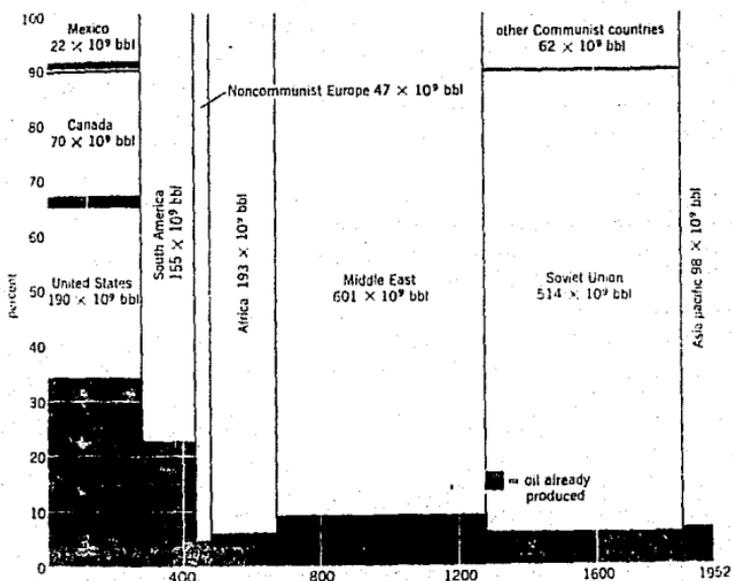 100
90
80
70
60
50
40
30
20
10
0
percent
Mexico
22 × 10⁹ bbl
Canada
70 × 10⁹ bbl
United States
190 × 10⁹ bbl
South America
155 × 10⁹ bbl
Noncommunist Europe 47 × 10⁹ bbl
Africa 193 × 10⁹ bbl
Middle East
601 × 10⁹ bbl
other Communist countries
62 × 10⁹ bbl
Soviet Union
514 × 10⁹ bbl
Asia pacific 98 × 10⁹ bbl
= oil already
produced
400
800
1200
1600
1952